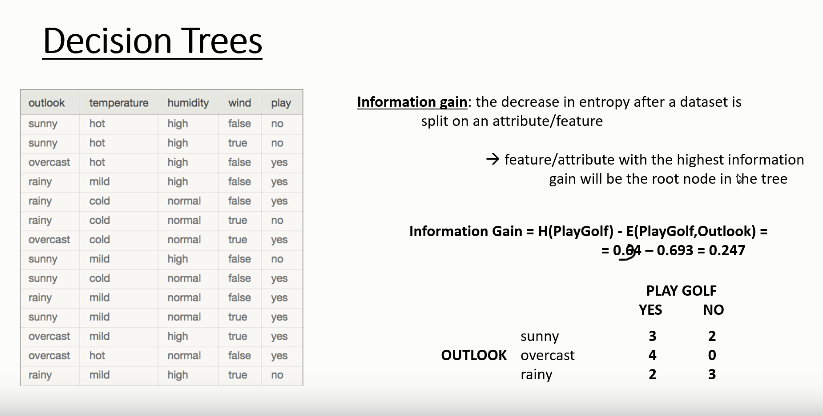 Decision Trees
outlook temperature humidity wind play
sunny hot high false no
sunny hot high true no
overcast hot high false yes
rainy mild high false yes
rainy cold normal false yes
rainy cold normal true no
overcast cold normal true yes
sunny mild high false no
sunny cold normal false yes
rainy mild normal false yes
sunny mild normal true yes
overcast mild high true yes
overcast hot normal false yes
rainy mild high true no
Information gain: the decrease in entropy after a dataset is
split on an attribute/feature
→ feature/attribute with the highest information
gain will be the root node in the tree
Information Gain = H(PlayGolf) - E(PlayGolf,Outlook) =
= 0.94 – 0.693 = 0.247
PLAY GOLF
YES NO
sunny 3 2
OUTLOOK overcast 4 0
rainy 2 3